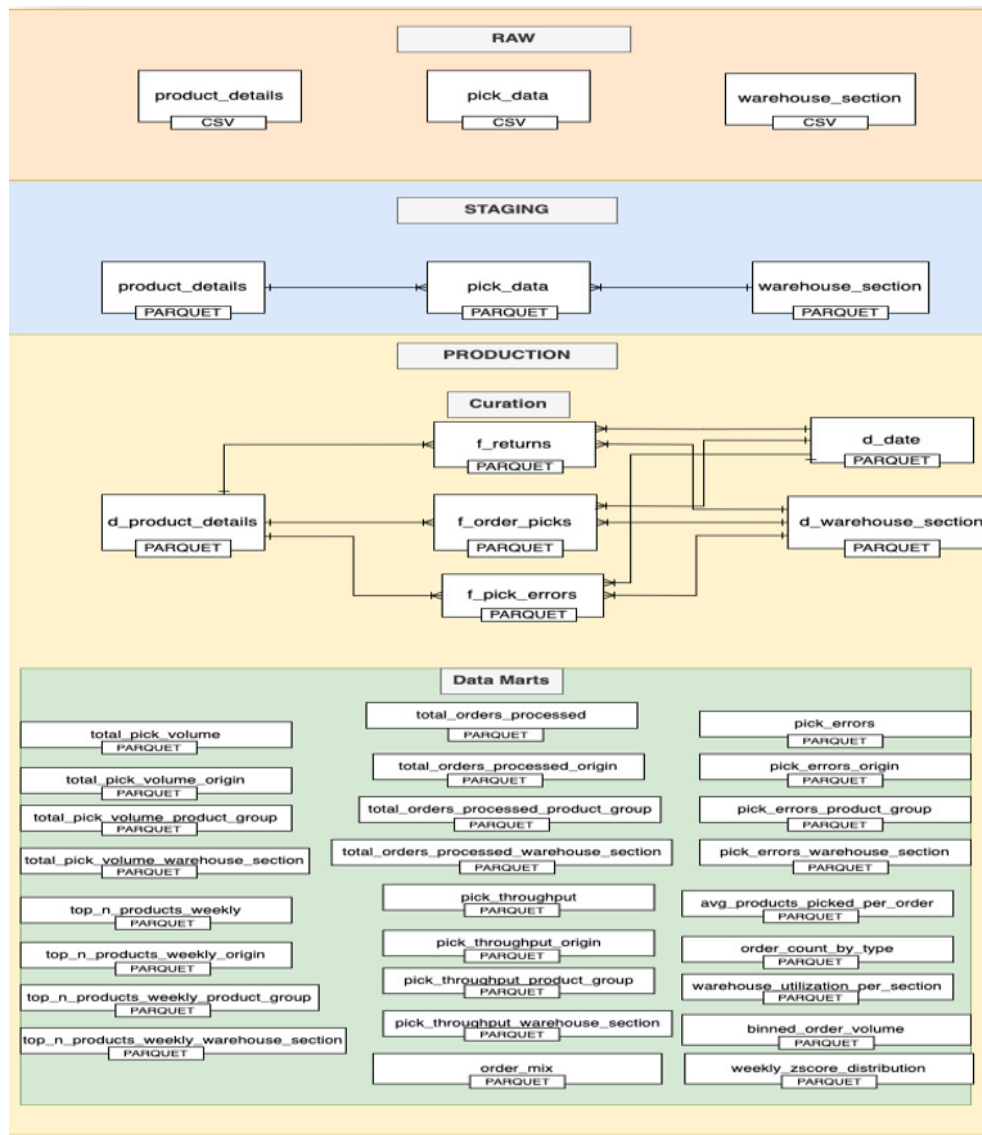 RAW
product_details
CSV
pick_data
CSV
warehouse_section
CSV
STAGING
product_details
PARQUET
pick_data
PARQUET
warehouse_section
PARQUET
PRODUCTION
Curation
f_returns
PARQUET
d_date
PARQUET
d_product_details
PARQUET
f_order_picks
PARQUET
d_warehouse_section
PARQUET
f_pick_errors
PARQUET
Data Marts
total_pick_volume
PARQUET
total_pick_volume_origin
PARQUET
total_pick_volume_product_group
PARQUET
total_pick_volume_warehouse_section
PARQUET
top_n_products_weekly
PARQUET
top_n_products_weekly_origin
PARQUET
top_n_products_weekly_product_group
PARQUET
top_n_products_weekly_warehouse_section
PARQUET
total_orders_processed
PARQUET
total_orders_processed_origin
PARQUET
total_orders_processed_product_group
PARQUET
total_orders_processed_warehouse_section
PARQUET
pick_throughput
PARQUET
pick_throughput_origin
PARQUET
pick_throughput_product_group
PARQUET
pick_throughput_warehouse_section
PARQUET
order_mix
PARQUET
pick_errors
PARQUET
pick_errors_origin
PARQUET
pick_errors_product_group
PARQUET
pick_errors_warehouse_section
PARQUET
avg_products_picked_per_order
PARQUET
order_count_by_type
PARQUET
warehouse_utilization_per_section
PARQUET
binned_order_volume
PARQUET
weekly_zscore_distribution
PARQUET